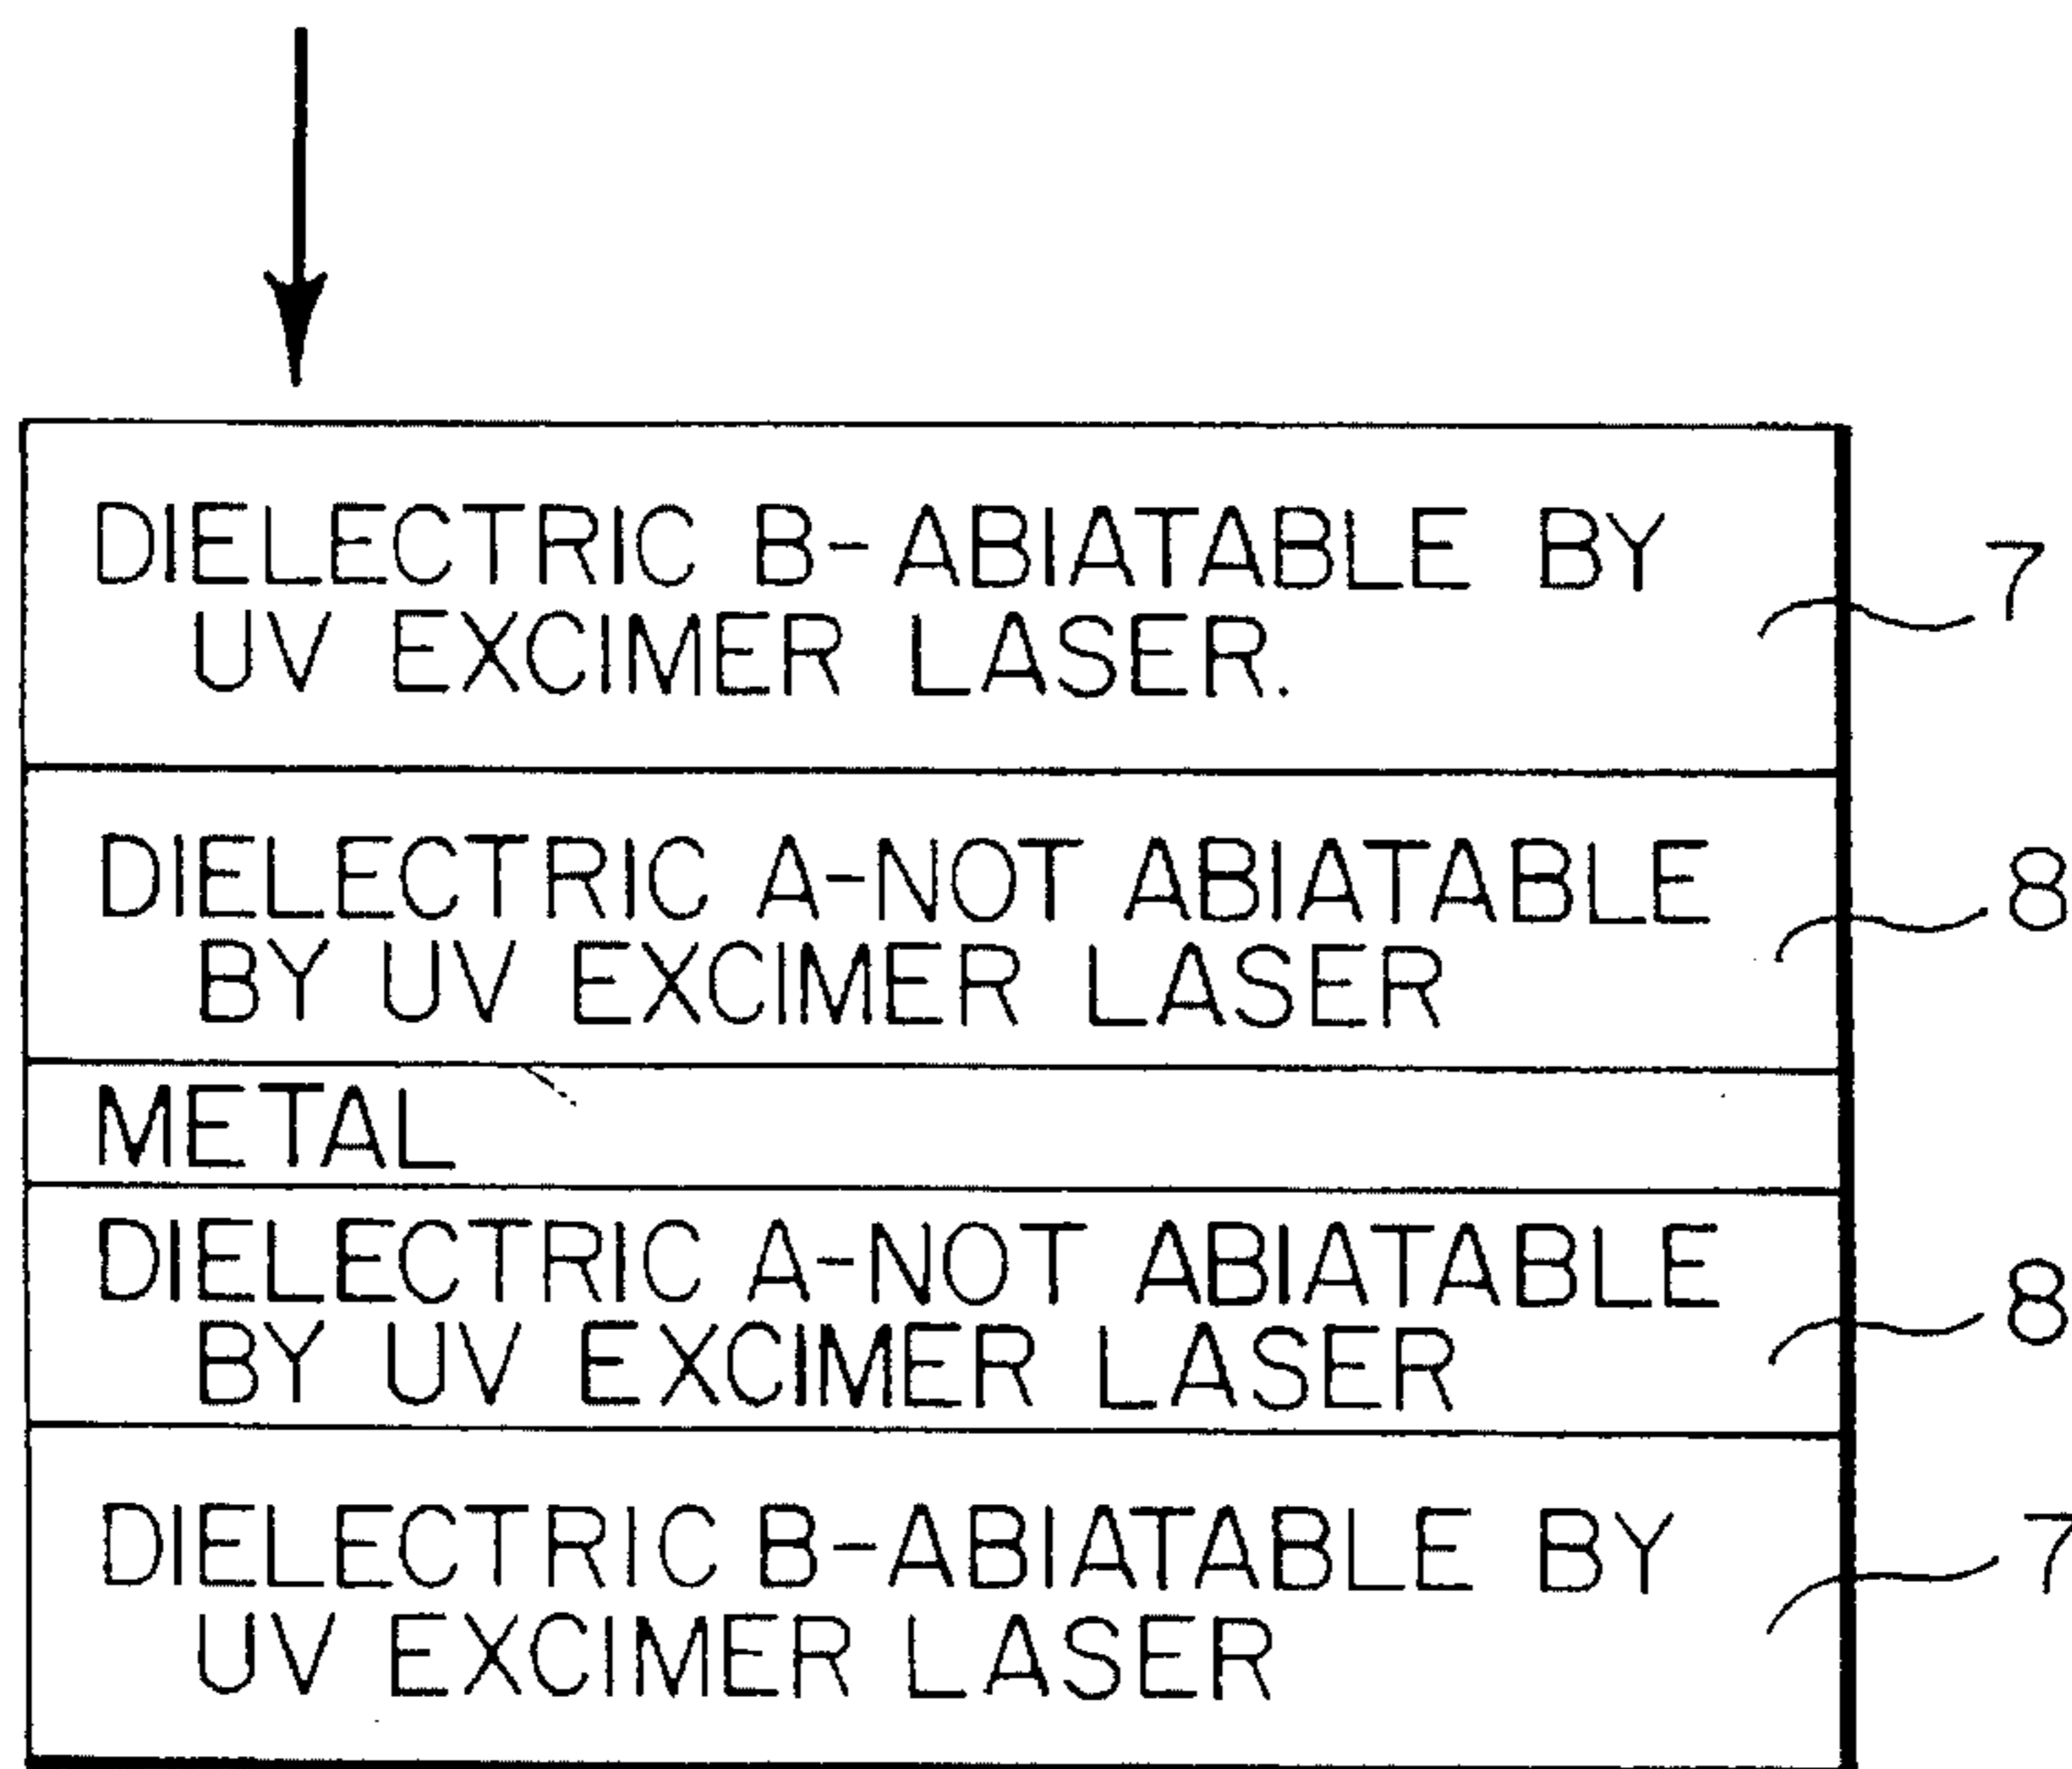 DIELECTRIC B-ABIATABLE BY
UV EXCIMER LASER.
7
DIELECTRIC A-NOT ABIATABLE
BY UV EXCIMER LASER
8
METAL
DIELECTRIC A-NOT ABIATABLE
BY UV EXCIMER LASER
8
DIELECTRIC B-ABIATABLE BY
UV EXCIMER LASER
7